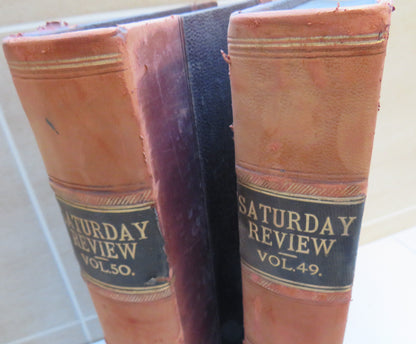 SATURDAY
REVIEW
VOL.50.
SATURDAY
REVIEW
VOL.49.